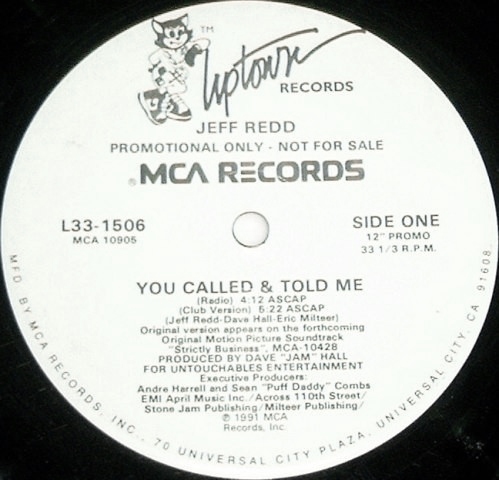 Uptown TM
RECORDS
JEFF REDD
PROMOTIONAL ONLY - NOT FOR SALE
® MCA RECORDS
L33-1506
MCA 10905
SIDE ONE
12" PROMO
33 1/3 R.P.M.
YOU CALLED & TOLD ME
(Radio) 4:12 ASCAP
(Club Version) 5:22 ASCAP
(Jeff Redd-Dave Hall-Eric Milteer)
Original version appears on the forthcoming
Original Motion Picture Soundtrack
"Strictly Business", MCA-10428
PRODUCED BY DAVE "JAM" HALL
FOR UNTOUCHABLES ENTERTAINMENT
Executive Producers:
Andre Harrell and Sean "Puff Daddy" Combs
EMI April Music Inc./Across 110th Street/
Stone Jam Publishing/Milteer Publishing/
℗ 1991 MCA
Records, Inc.
MFD. BY MCA RECORDS, INC., 70 UNIVERSAL CITY PLAZA, UNIVERSAL CITY, CA 91608